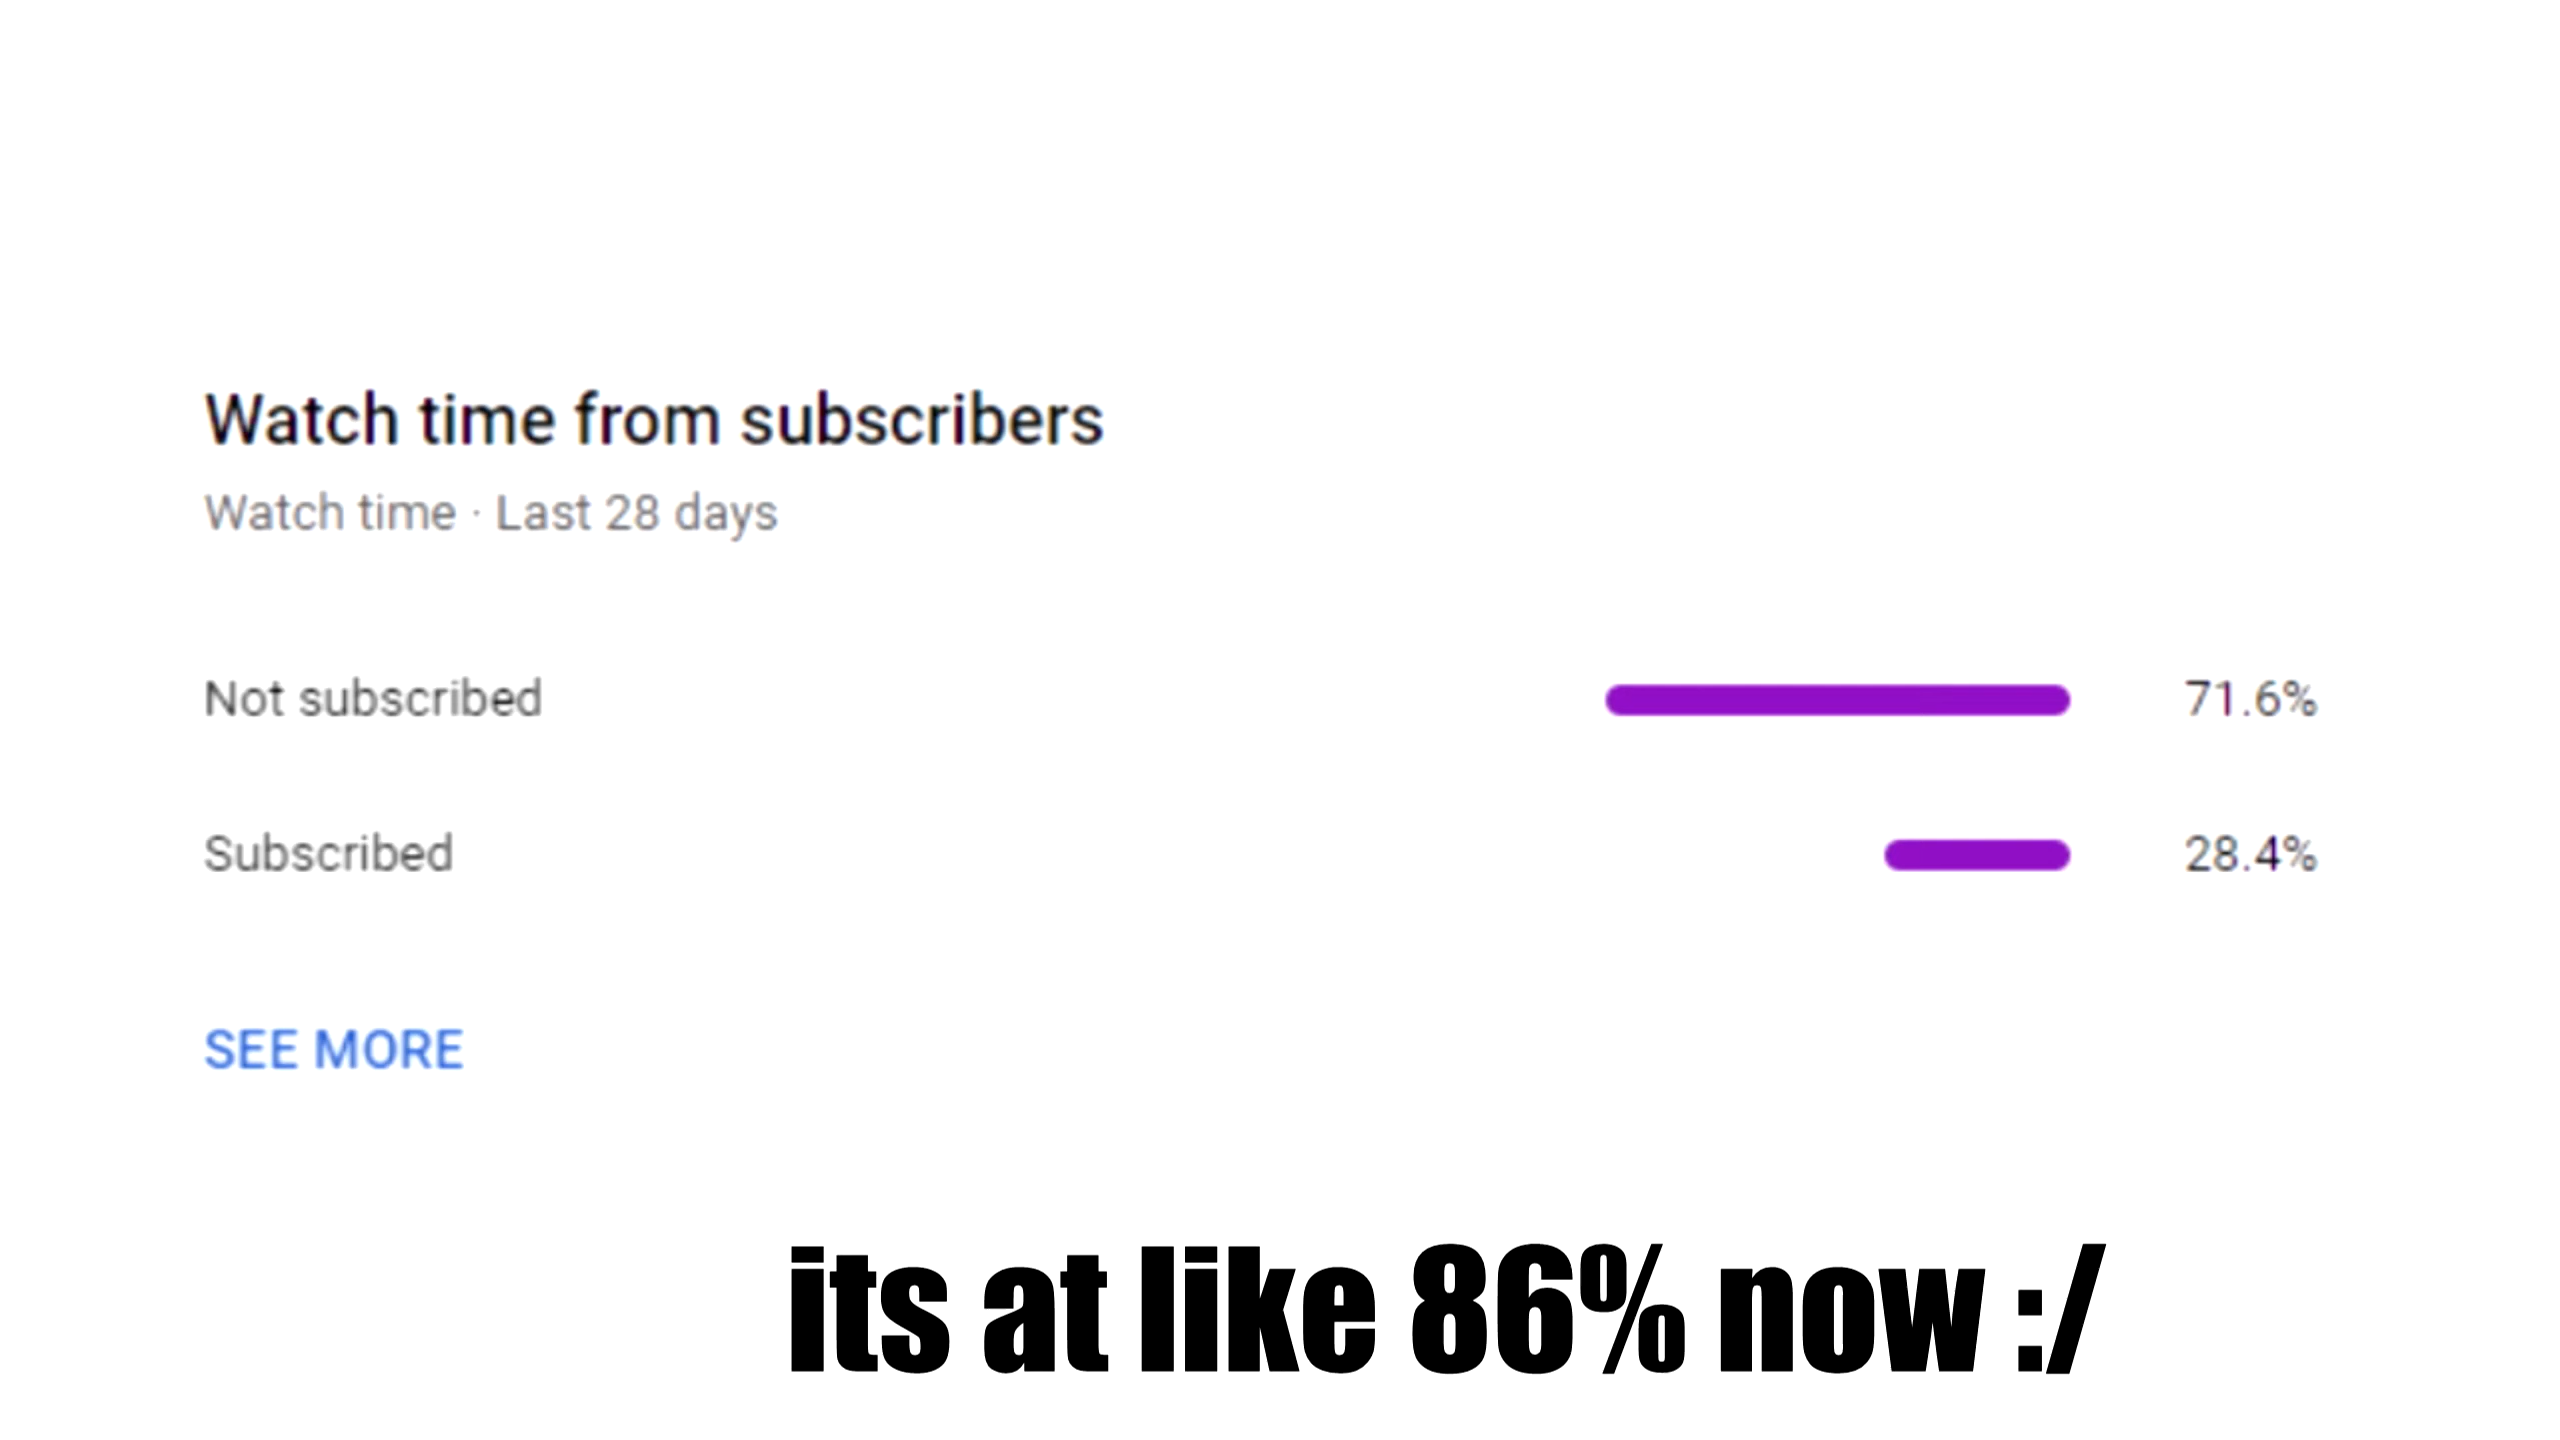 Watch time from subscribers
Watch time · Last 28 days
Not subscribed 71.6%
Subscribed 28.4%
SEE MORE
its at like 86% now :/